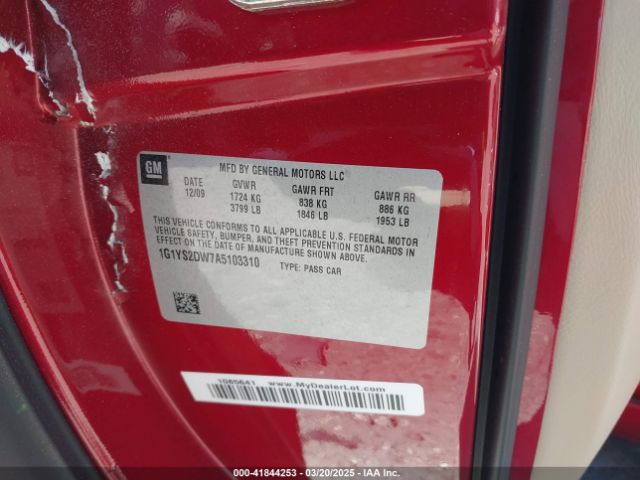 GM
MFD BY GENERAL MOTORS LLC
DATE GVWR GAWR FRT GAWR RR
12/09 1724 KG 838 KG 886 KG
3799 LB 1846 LB 1953 LB
THIS VEHICLE CONFORMS TO ALL APPLICABLE U.S. FEDERAL MOTOR
VEHICLE SAFETY, BUMPER, AND THEFT PREVENTION STANDARDS IN
EFFECT ON THE DATE OF MANUFACTURE SHOWN ABOVE.
1G1YS2DW7A5103310 TYPE: PASS CAR
1085641 www.MyDealerLot.com
00-41844253 — 03/20/2025 — IAA Inc.